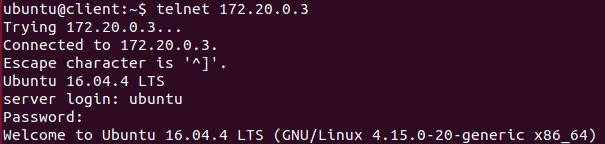 ubuntu@client:~$ telnet 172.20.0.3
Trying 172.20.0.3...
Connected to 172.20.0.3.
Escape character is '^]'.
Ubuntu 16.04.4 LTS
server login: ubuntu
Password:
Welcome to Ubuntu 16.04.4 LTS (GNU/Linux 4.15.0-20-generic x86_64)